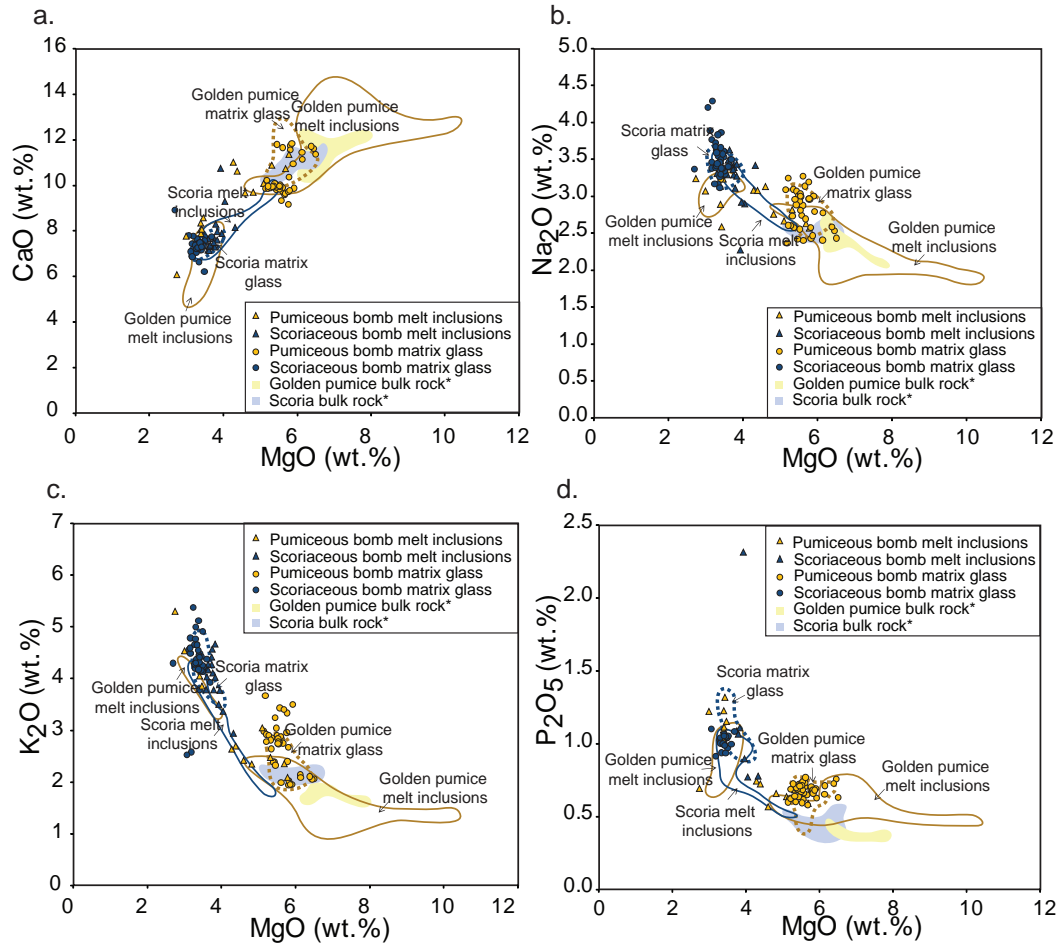 a.
16
14
12
10
8
6
4
2
0
CaO (wt.%)
Golden pumice
matrix glass
Golden pumice
melt inclusions
Scoria melt
inclusions
Scoria matrix
glass
Golden pumice
melt inclusions
Pumiceous bomb melt inclusions
Scoriaceous bomb melt inclusions
Pumiceous bomb matrix glass
Scoriaceous bomb matrix glass
Golden pumice bulk rock*
Scoria bulk rock*
0 2 4 6 8 10 12
MgO (wt.%)
b.
5.0
4.5
4.0
3.5
3.0
2.5
2.0
1.5
1.0
0.5
0.0
Na2O (wt.%)
Scoria matrix
glass
Golden pumice
matrix glass
Golden pumice
melt inclusions
Scoria melt
inclusions
Golden pumice
melt inclusions
Pumiceous bomb melt inclusions
Scoriaceous bomb melt inclusions
Pumiceous bomb matrix glass
Scoriaceous bomb matrix glass
Golden pumice bulk rock*
Scoria bulk rock*
0 2 4 6 8 10 12
MgO (wt.%)
c.
7
6
5
4
3
2
1
0
K2O (wt.%)
Pumiceous bomb melt inclusions
Scoriaceous bomb melt inclusions
Pumiceous bomb matrix glass
Scoriaceous bomb matrix glass
Golden pumice bulk rock*
Scoria bulk rock*
Scoria matrix
glass
Golden pumice
melt inclusions
Scoria melt
inclusions
Golden pumice
matrix glass
Golden pumice
melt inclusions
0 2 4 6 8 10 12
MgO (wt.%)
d.
2.5
2.0
1.5
1.0
0.5
0.0
P2O5 (wt.%)
Pumiceous bomb melt inclusions
Scoriaceous bomb melt inclusions
Pumiceous bomb matrix glass
Scoriaceous bomb matrix glass
Golden pumice bulk rock*
Scoria bulk rock*
Scoria matrix
glass
Golden pumice
matrix glass
Golden pumice
melt inclusions
Golden pumice
melt inclusions
Scoria melt
inclusions
0 2 4 6 8 10 12
MgO (wt.%)